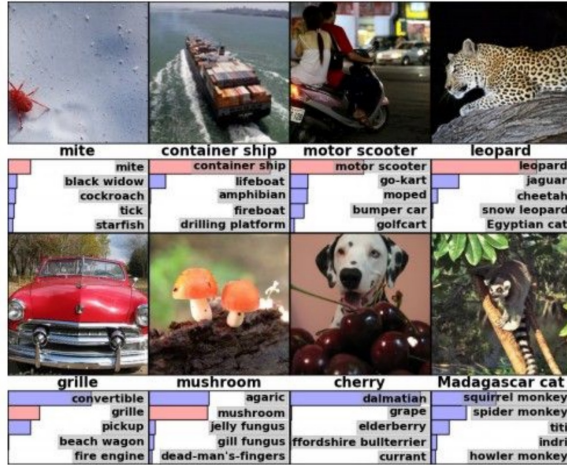 mite container ship motor scooter leopard
mite container ship motor scooter leopard
black widow lifeboat go-kart jaguar
cockroach amphibian moped cheetah
tick fireboat bumper car snow leopard
starfish drilling platform golfcart Egyptian cat
grille mushroom cherry Madagascar cat
convertible agaric dalmatian squirrel monkey
grille mushroom grape spider monkey
pickup jelly fungus elderberry titi
beach wagon gill fungus ffordshire bullterrier indri
fire engine dead-man's-fingers currant howler monkey